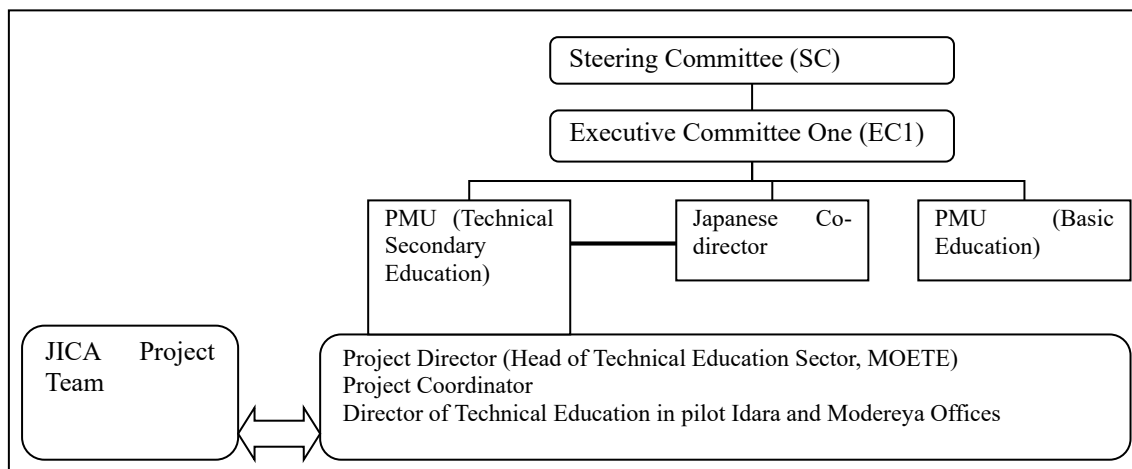 Steering Committee (SC)
Executive Committee One (EC1)
PMU (Technical
Secondary
Education)
Japanese Co-
director
PMU (Basic
Education)
JICA Project
Team
Project Director (Head of Technical Education Sector, MOETE)
Project Coordinator
Director of Technical Education in pilot Idara and Modereya Offices